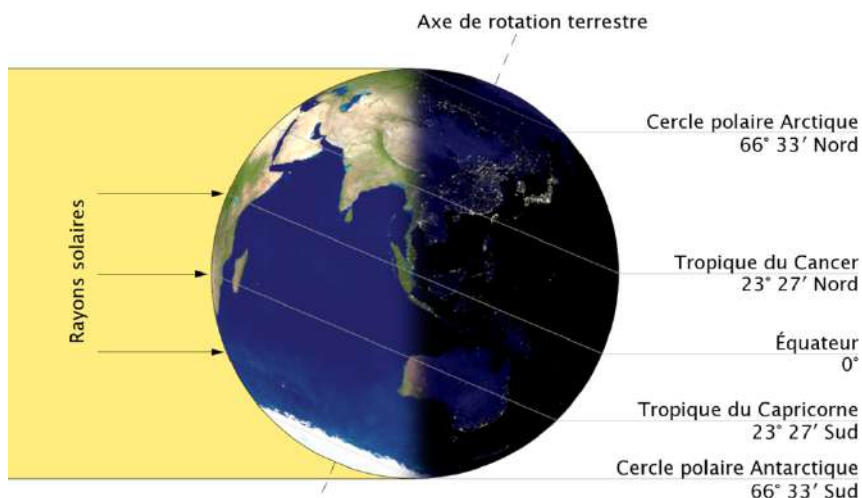 Axe de rotation terrestre
Cercle polaire Arctique
66° 33′ Nord
Rayons solaires
Tropique du Cancer
23° 27′ Nord
Équateur
0°
Tropique du Capricorne
23° 27′ Sud
Cercle polaire Antarctique
66° 33′ Sud